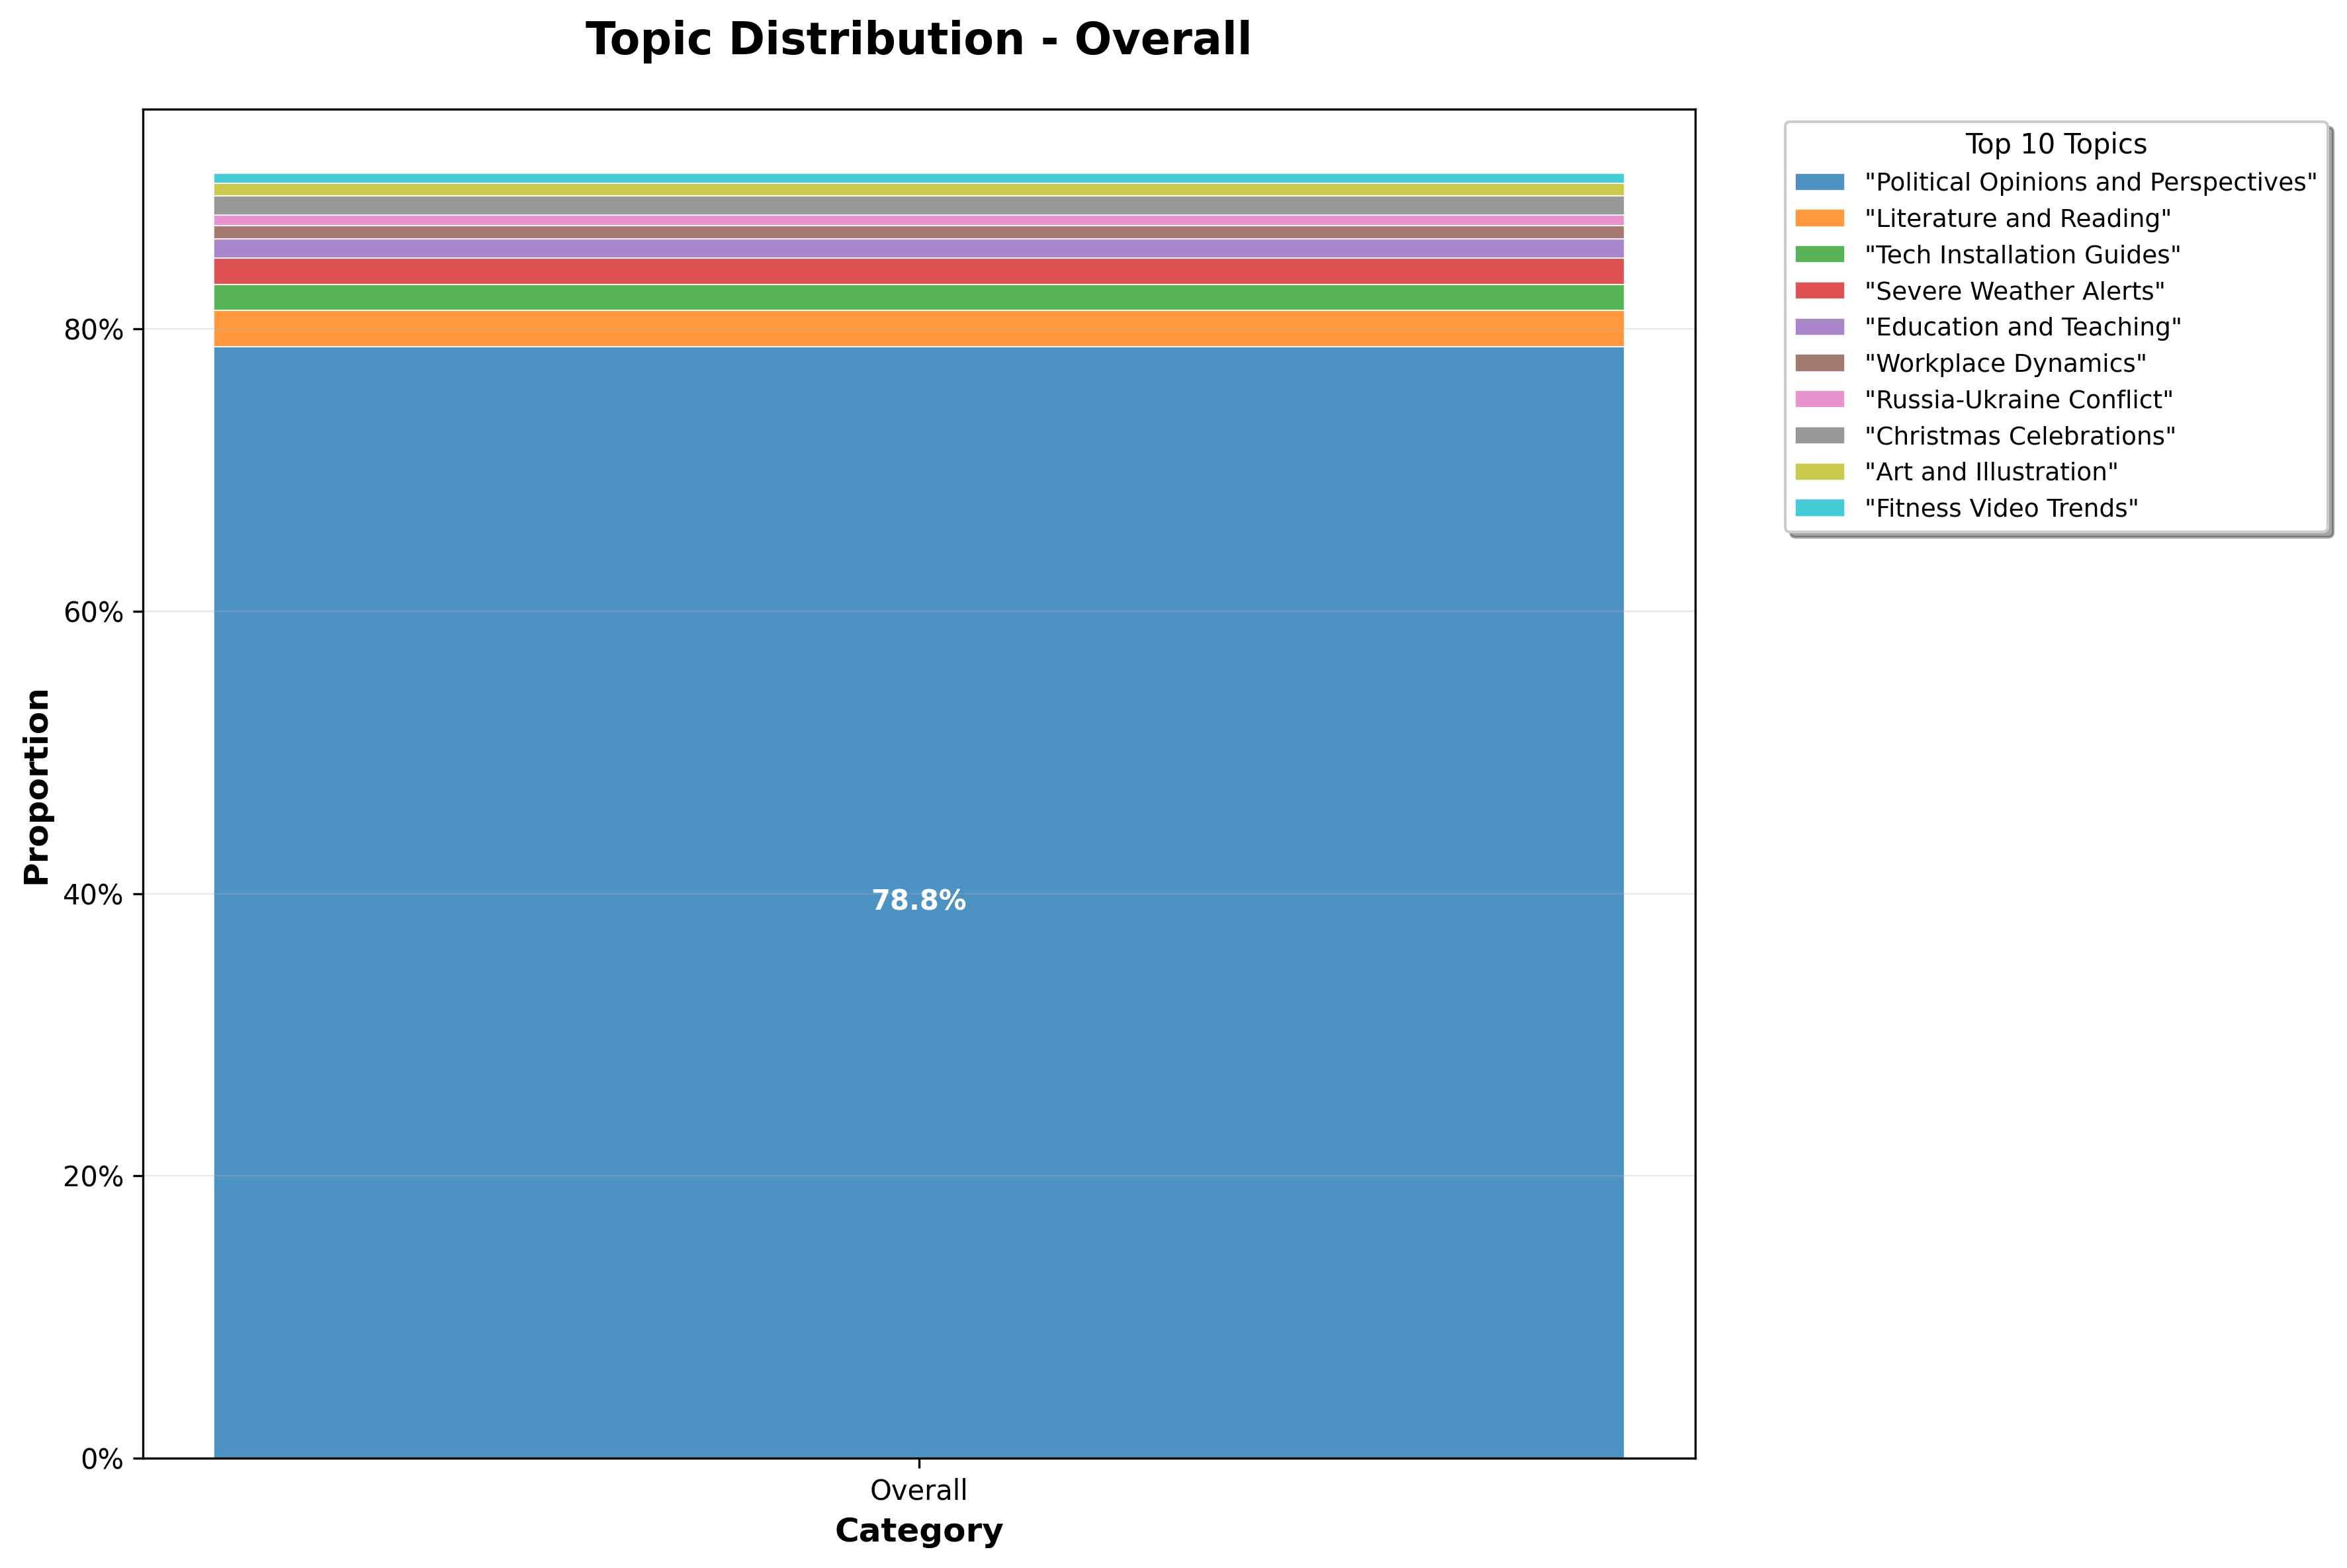 Topic Distribution - Overall
Top 10 Topics
"Political Opinions and Perspectives"
"Literature and Reading"
"Tech Installation Guides"
"Severe Weather Alerts"
"Education and Teaching"
"Workplace Dynamics"
"Russia-Ukraine Conflict"
"Christmas Celebrations"
"Art and Illustration"
"Fitness Video Trends"
Proportion
80%
60%
40%
20%
0%
78.8%
Overall
Category